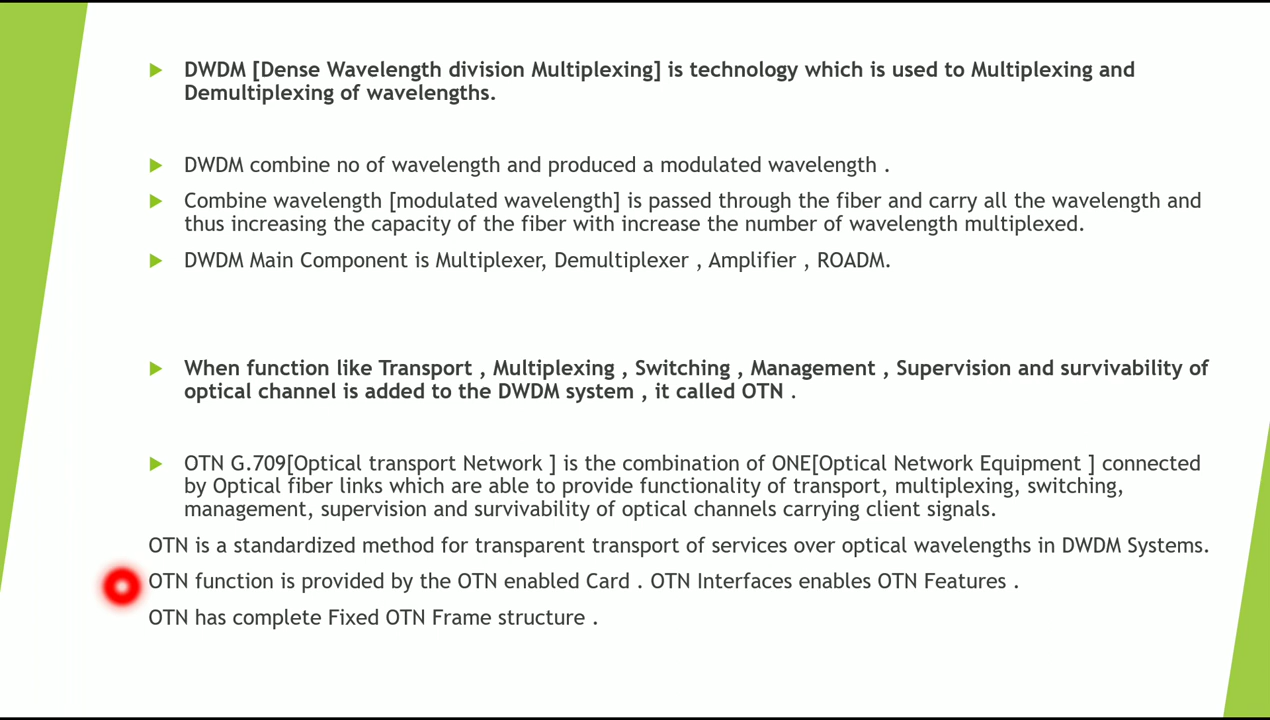 DWDM [Dense Wavelength division Multiplexing] is technology which is used to Multiplexing and
Demultiplexing of wavelengths.
DWDM combine no of wavelength and produced a modulated wavelength .
Combine wavelength [modulated wavelength] is passed through the fiber and carry all the wavelength and
thus increasing the capacity of the fiber with increase the number of wavelength multiplexed.
DWDM Main Component is Multiplexer, Demultiplexer , Amplifier , ROADM.
When function like Transport , Multiplexing , Switching , Management , Supervision and survivability of
optical channel is added to the DWDM system , it called OTN .
OTN G.709[Optical transport Network ] is the combination of ONE[Optical Network Equipment ] connected
by Optical fiber links which are able to provide functionality of transport, multiplexing, switching,
management, supervision and survivability of optical channels carrying client signals.
OTN is a standardized method for transparent transport of services over optical wavelengths in DWDM Systems.
OTN function is provided by the OTN enabled Card . OTN Interfaces enables OTN Features .
OTN has complete Fixed OTN Frame structure .